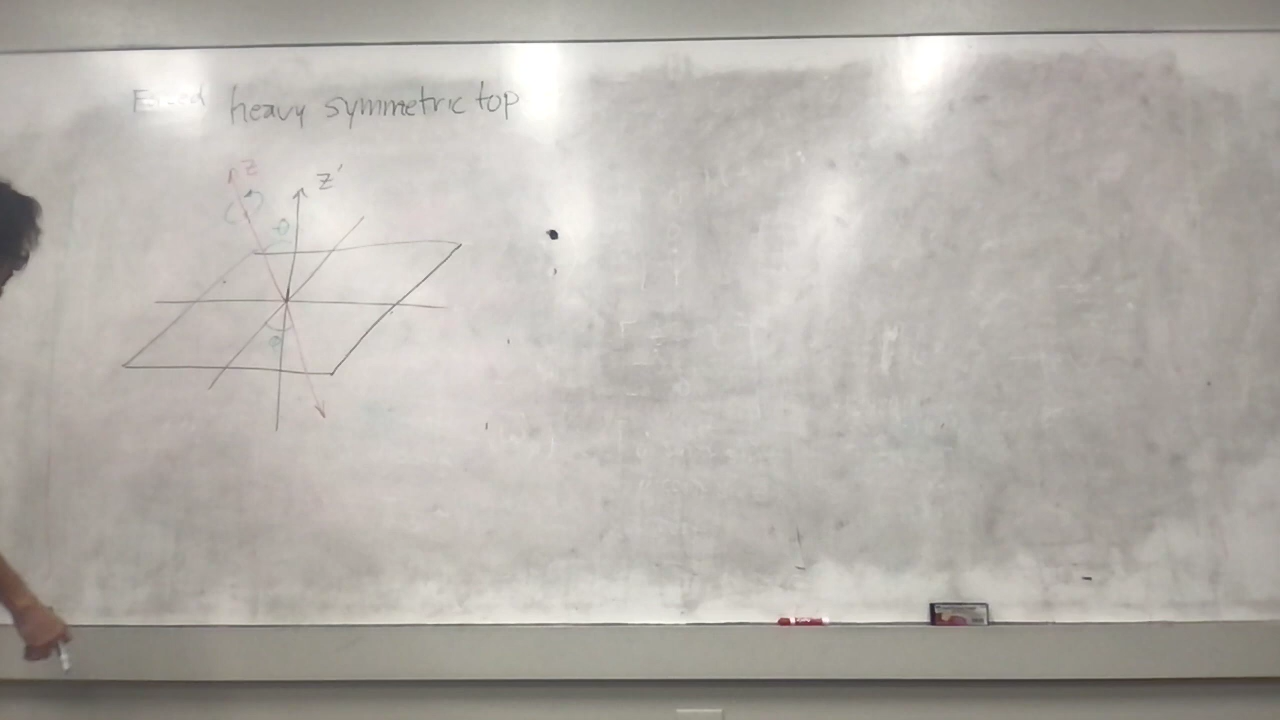 heavy symmetric top
z
z'
θ